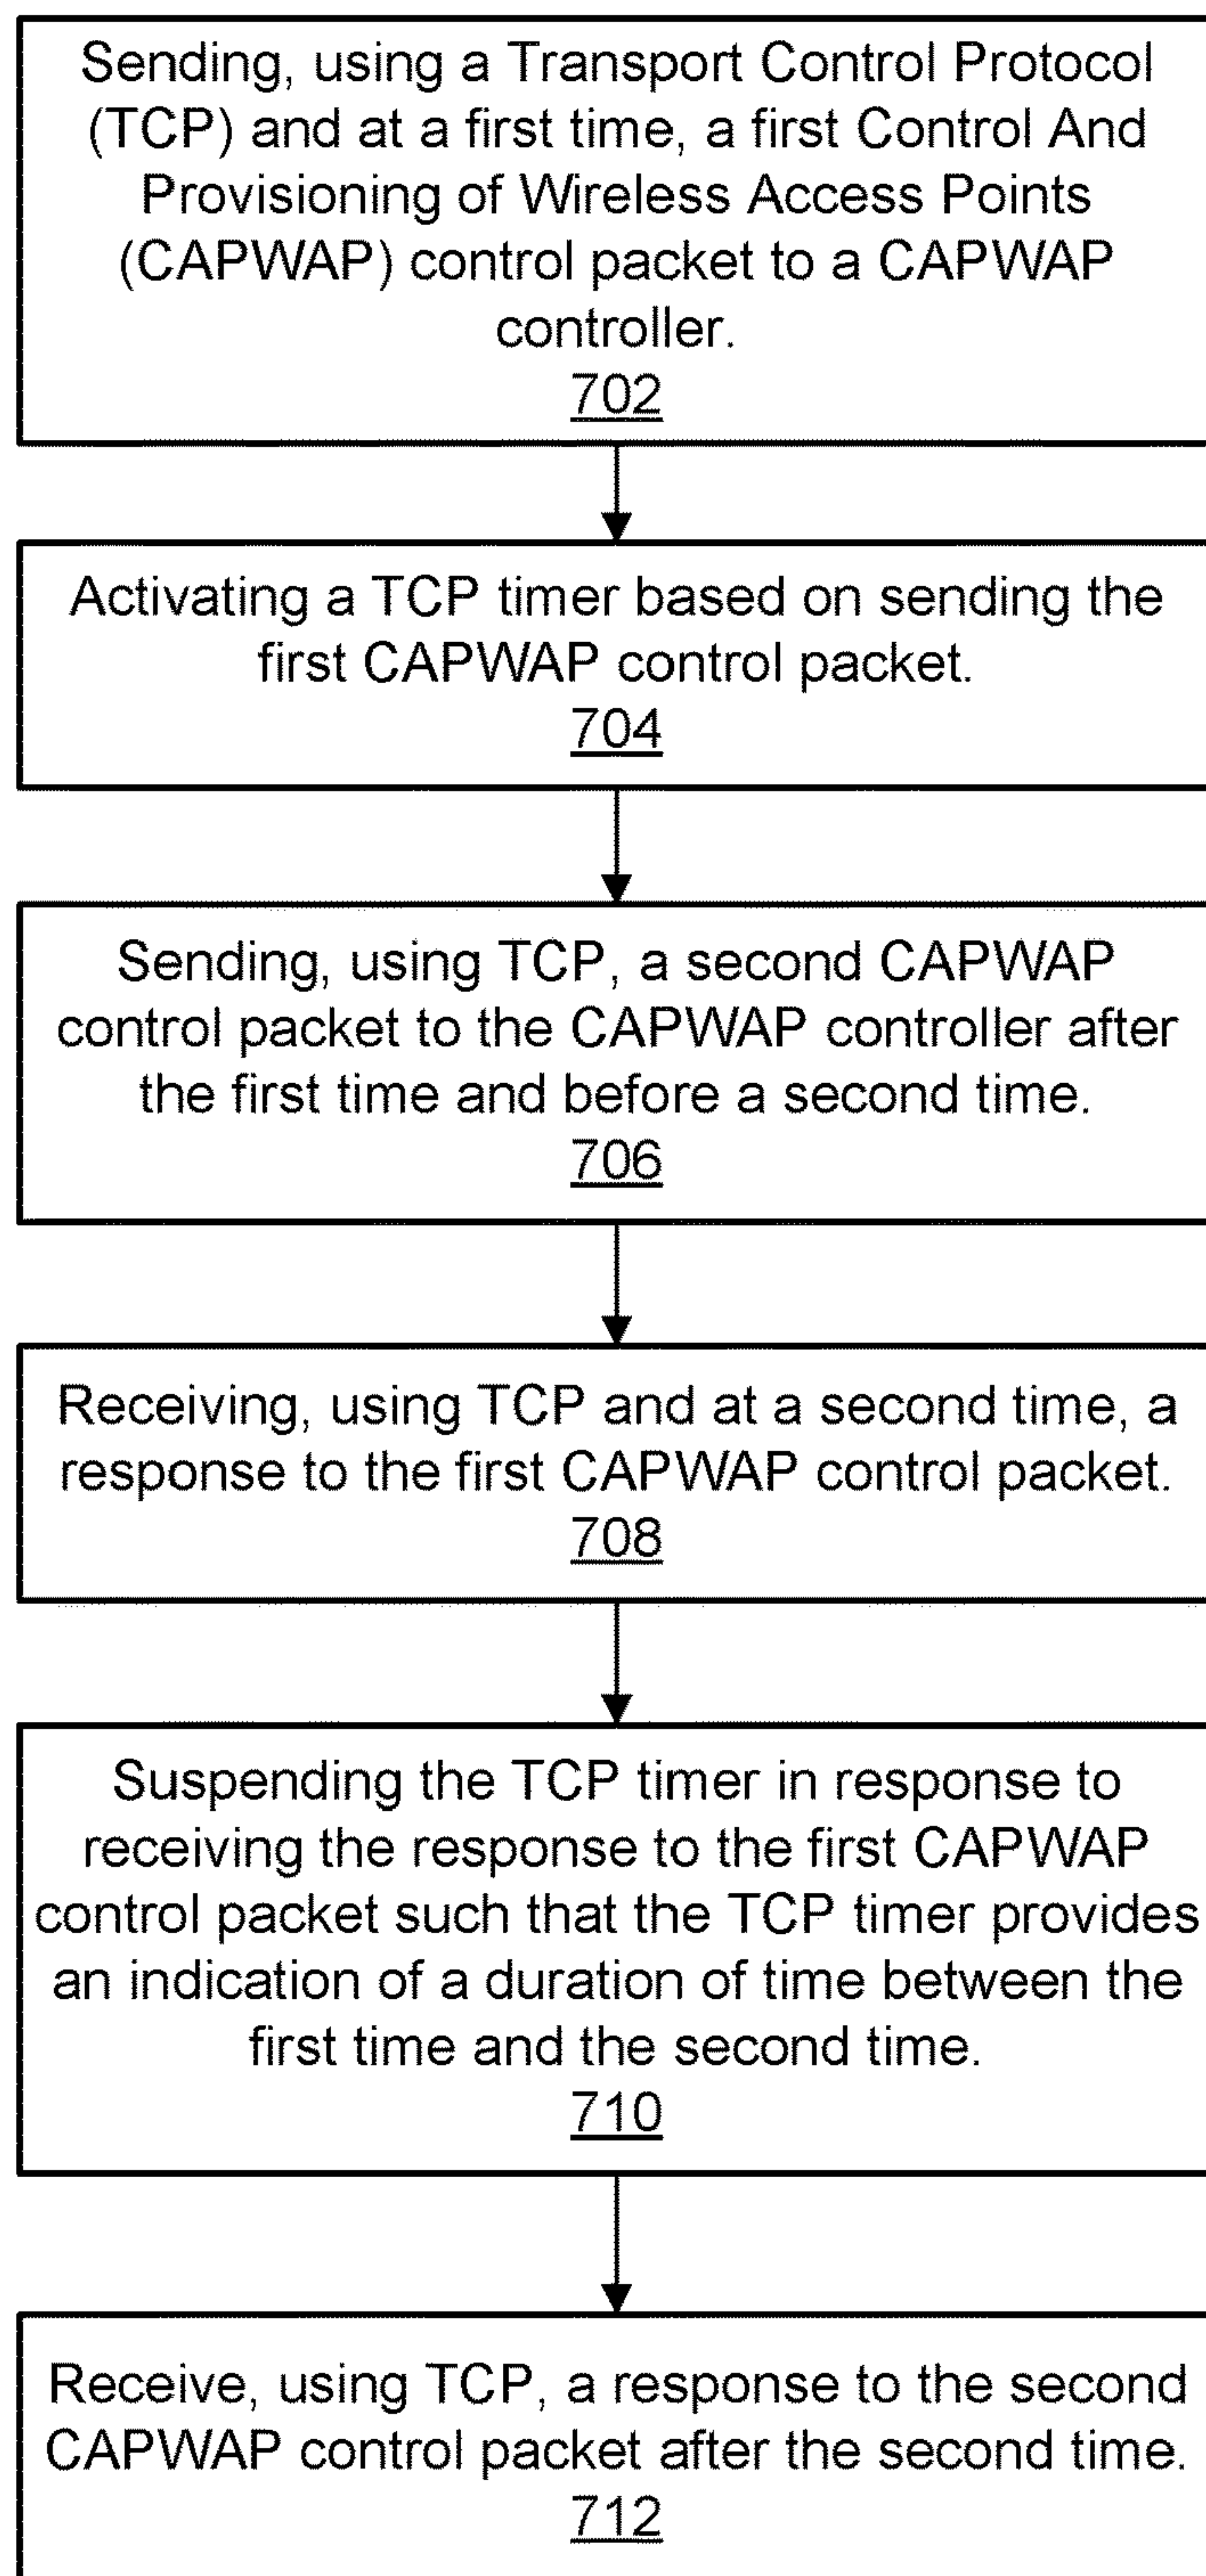 Sending, using a Transport Control Protocol
(TCP) and at a first time, a first Control And
Provisioning of Wireless Access Points
(CAPWAP) control packet to a CAPWAP
controller.
702
Activating a TCP timer based on sending the
first CAPWAP control packet.
704
Sending, using TCP, a second CAPWAP
control packet to the CAPWAP controller after
the first time and before a second time.
706
Receiving, using TCP and at a second time, a
response to the first CAPWAP control packet.
708
Suspending the TCP timer in response to
receiving the response to the first CAPWAP
control packet such that the TCP timer provides
an indication of a duration of time between the
first time and the second time.
710
Receive, using TCP, a response to the second
CAPWAP control packet after the second time.
712